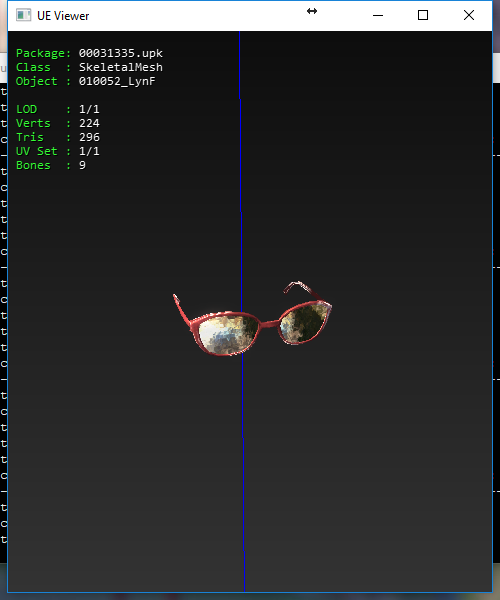 UE Viewer
Package: 00031335.upk
Class : SkeletalMesh
Object : 010052_LynF
LOD : 1/1
Verts : 224
Tris : 296
UV Set : 1/1
Bones : 9